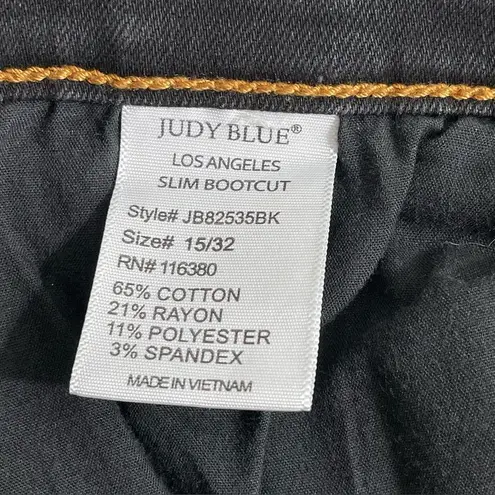 JUDY BLUE®
LOS ANGELES
SLIM BOOTCUT
Style# JB82535BK
Size# 15/32
RN# 116380
65% COTTON
21% RAYON
11% POLYESTER
3% SPANDEX
MADE IN VIETNAM